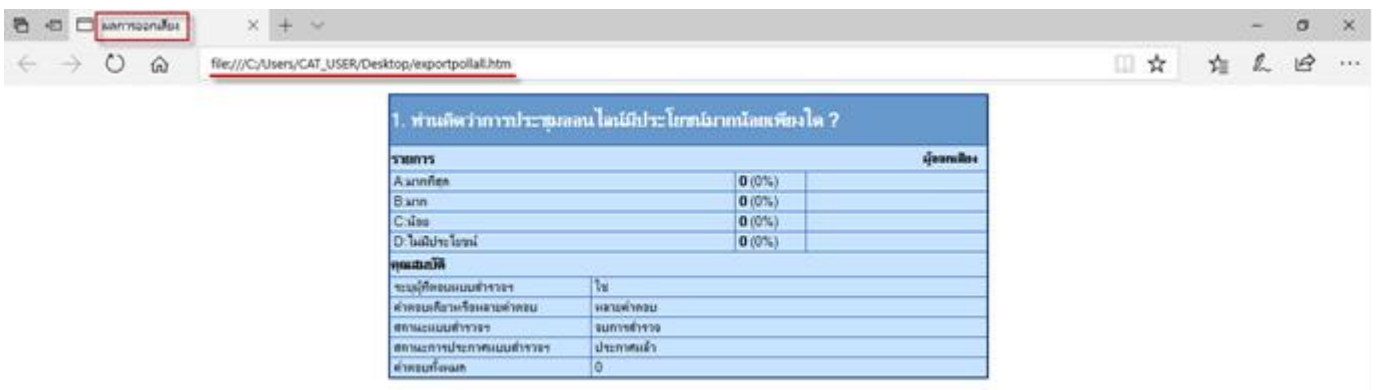 ผลการออกเสียง
file:///C:/Users/CAT_USER/Desktop/exportpollall.htm
1. ท่านคิดว่าการประชุมออนไลน์มีประโยชน์มากน้อยเพียงใด ?
รายการ ผู้ออกเสียง
A:มากที่สุด 0 (0%)
B:มาก 0 (0%)
C:น้อย 0 (0%)
D:ไม่มีประโยชน์ 0 (0%)
คุณสมบัติ
ระบุผู้ที่ตอบแบบสำรวจฯ ใช่
คำตอบเดียวหรือหลายคำตอบ หลายคำตอบ
สถานะแบบสำรวจฯ จบการสำรวจ
สถานะการประกาศแบบสำรวจฯ ประกาศแล้ว
คำตอบทั้งหมด 0